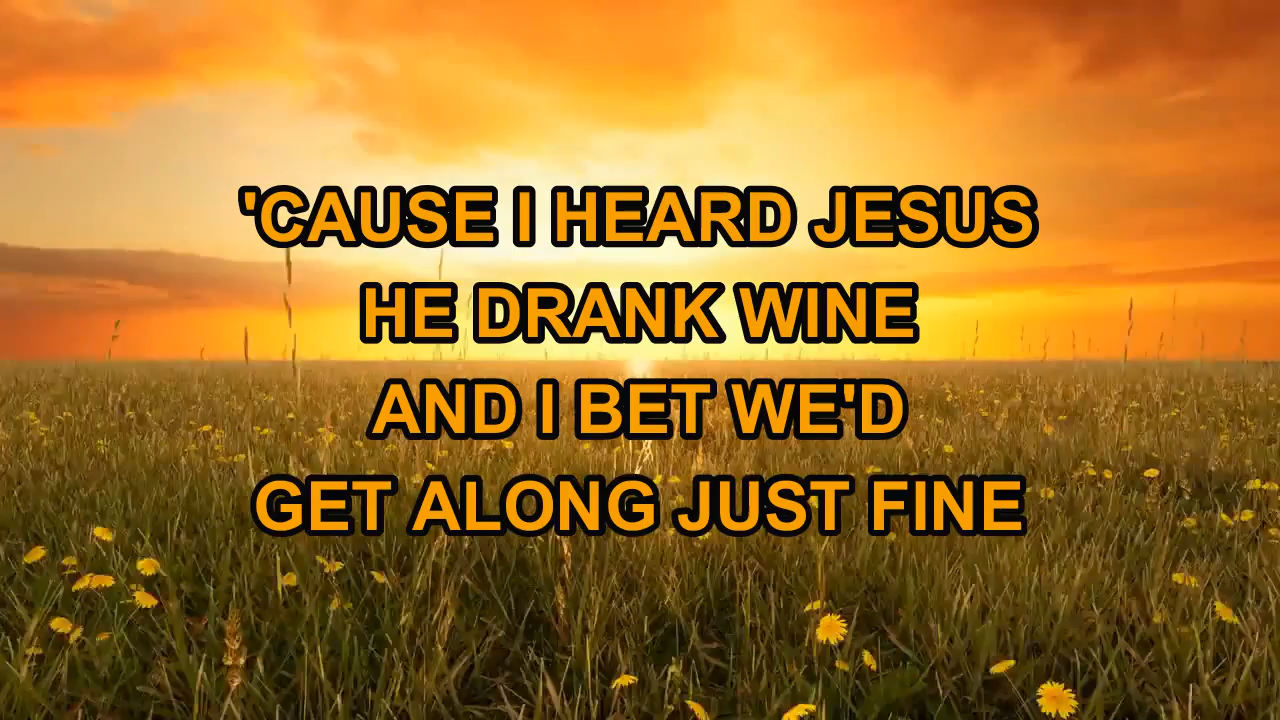 'CAUSE I HEARD JESUS
HE DRANK WINE
AND I BET WE'D
GET ALONG JUST FINE